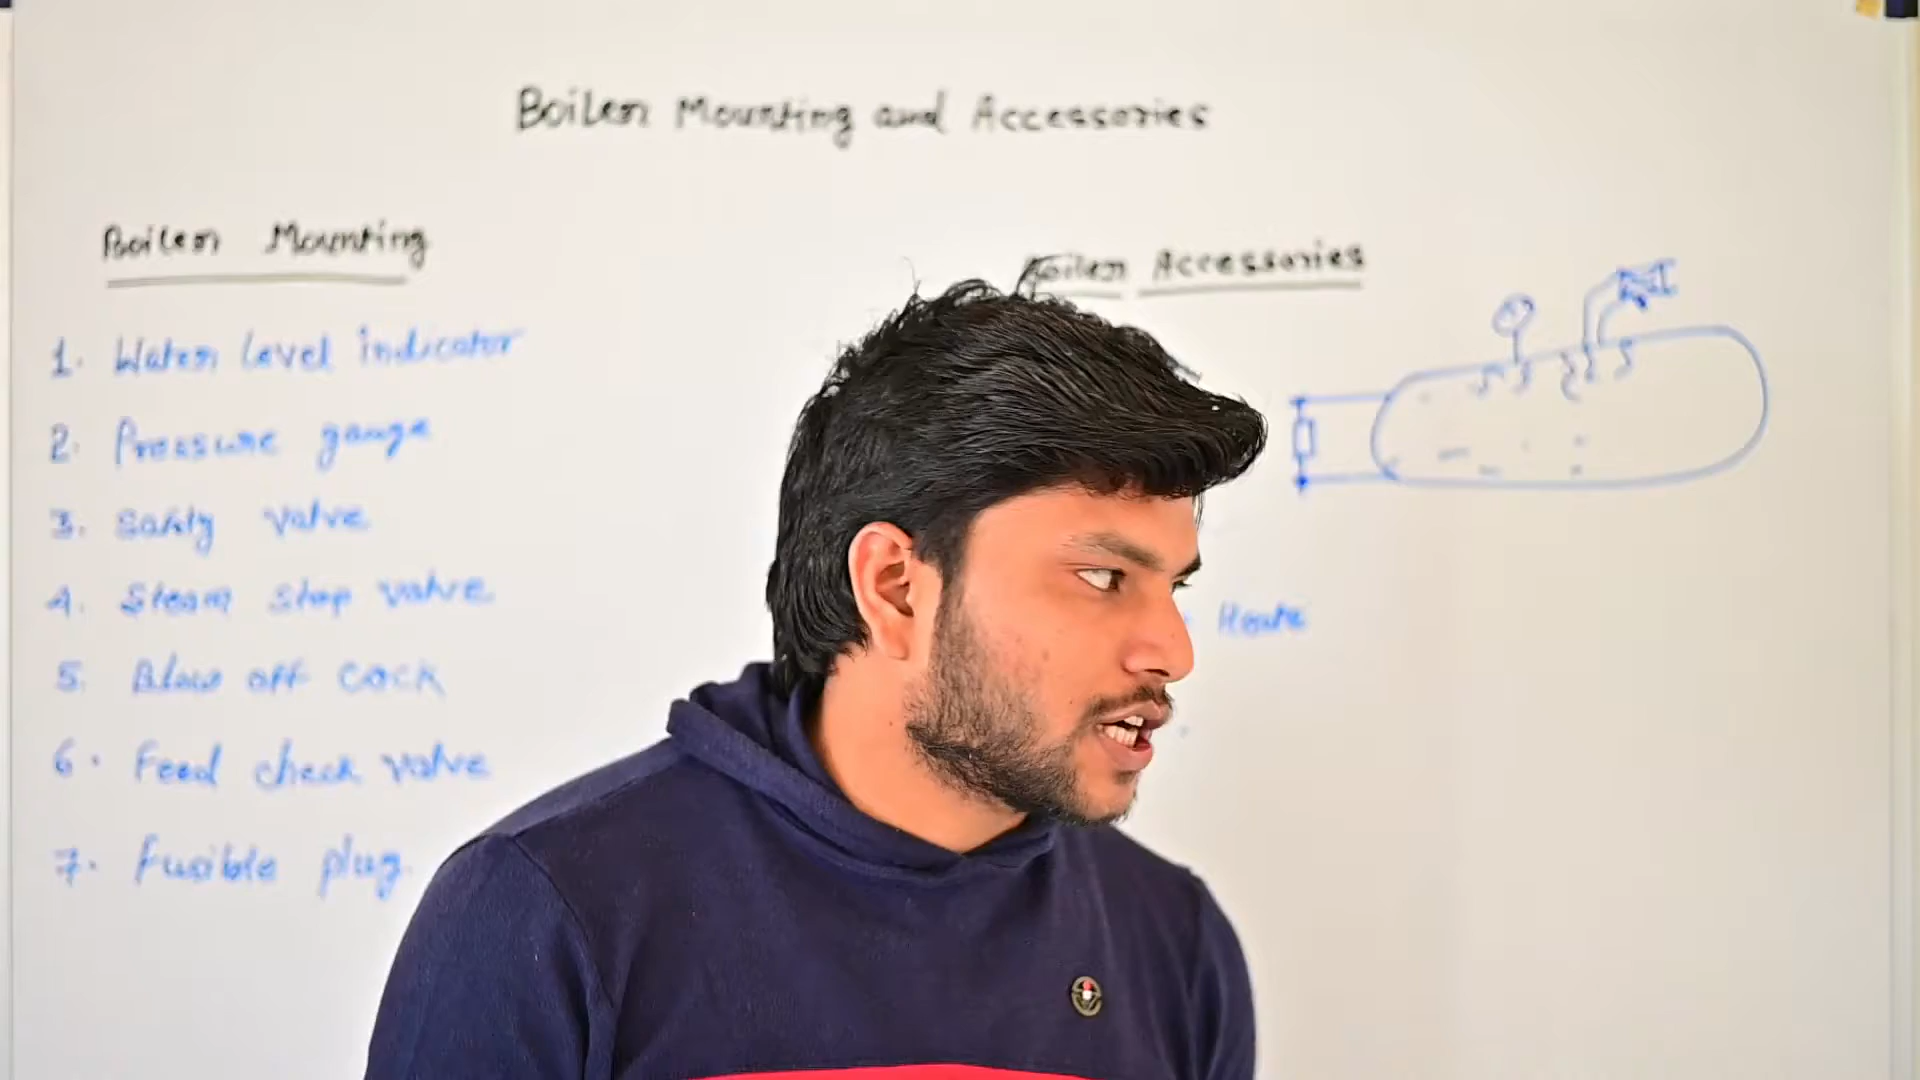 Boiler Mounting and Accessories
Boiler Mounting
1. Water level indicator
2. Pressure gauge
3. Safety valve
4. Steam stop valve
5. Blow off cock
6. Feed check valve
7. Fusible plug.
Boiler Accessories